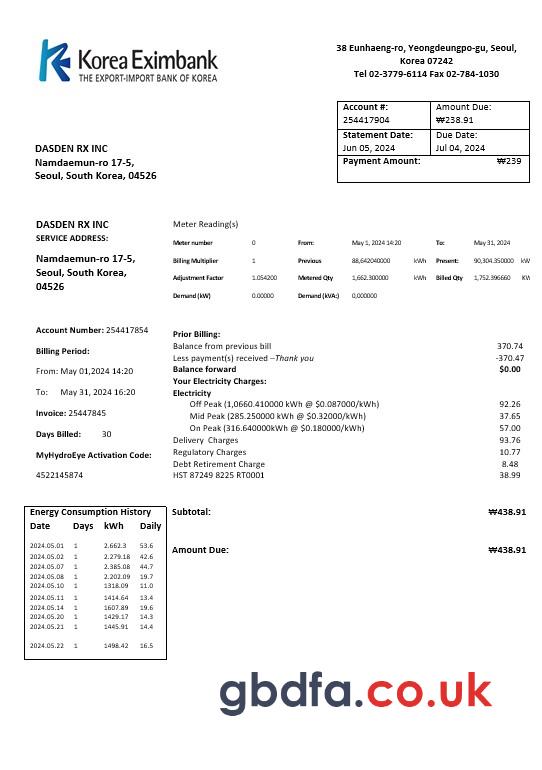 Korea Eximbank
THE EXPORT-IMPORT BANK OF KOREA
38 Eunhaeng-ro, Yeongdeungpo-gu, Seoul,
Korea 07242
Tel 02-3779-6114 Fax 02-784-1030
Account #: Amount Due:
254417904 ₩238.91
Statement Date: Due Date:
Jun 05, 2024 Jul 04, 2024
Payment Amount: ₩239
DASDEN RX INC
Namdaemun-ro 17-5,
Seoul, South Korea, 04526
DASDEN RX INC
SERVICE ADDRESS:
Namdaemun-ro 17-5,
Seoul, South Korea,
04526
Meter Reading(s)
Meter number 0 From: May 1, 2024 14:20 To: May 31, 2024
Billing Multiplier 1 Previous 88,642040000 kWh Present: 90,304.350000 kW
Adjustment Factor 1.054200 Metered Qty 1,662.300000 kWh Billed Qty 1,752.396660 kW
Demand (kW) 0.00000 Demand (kVA:) 0,000000
Account Number: 254417854
Billing Period:
From: May 01,2024 14:20
To: May 31, 2024 16:20
Invoice: 25447845
Days Billed: 30
MyHydroEye Activation Code:
4522145874
Prior Billing:
Balance from previous bill 370.74
Less payment(s) received –Thank you -370.47
Balance forward $0.00
Your Electricity Charges:
Electricity
Off Peak (1,0660.410000 kWh @ $0.087000/kWh) 92.26
Mid Peak (285.250000 kWh @ $0.32000/kWh) 37.65
On Peak (316.640000kWh @ $0.180000/kWh) 57.00
Delivery Charges 93.76
Regulatory Charges 10.77
Debt Retirement Charge 8.48
HST 87249 8225 RT0001 38.99
Energy Consumption History
Date Days kWh Daily
2024.05.01 1 2.662.3 53.6
2024.05.02 1 2.279.18 42.6
2024.05.07 1 2.385.08 44.7
2024.05.08 1 2.202.09 19.7
2024.05.10 1 1318.09 11.0
2024.05.11 1 1414.64 13.4
2024.05.14 1 1607.89 19.6
2024.05.20 1 1429.17 14.3
2024.05.21 1 1445.91 14.4
2024.05.22 1 1498.42 16.5
Subtotal: ₩438.91
Amount Due: ₩438.91
gbdfa.co.uk